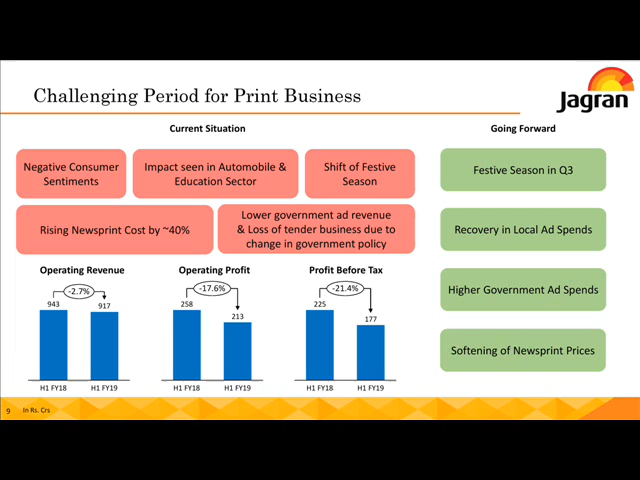 Challenging Period for Print Business
Jagran
Current Situation
Going Forward
Negative Consumer
Sentiments
Impact seen in Automobile &
Education Sector
Shift of Festive
Season
Festive Season in Q3
Rising Newsprint Cost by ~40%
Lower government ad revenue
& Loss of tender business due to
change in government policy
Recovery in Local Ad Spends
Operating Revenue
Operating Profit
Profit Before Tax
-2.7%
-17.6%
-21.4%
943
917
258
213
225
177
H1 FY18
H1 FY19
H1 FY18
H1 FY19
H1 FY18
H1 FY19
Higher Government Ad Spends
Softening of Newsprint Prices
9
In Rs. Crs